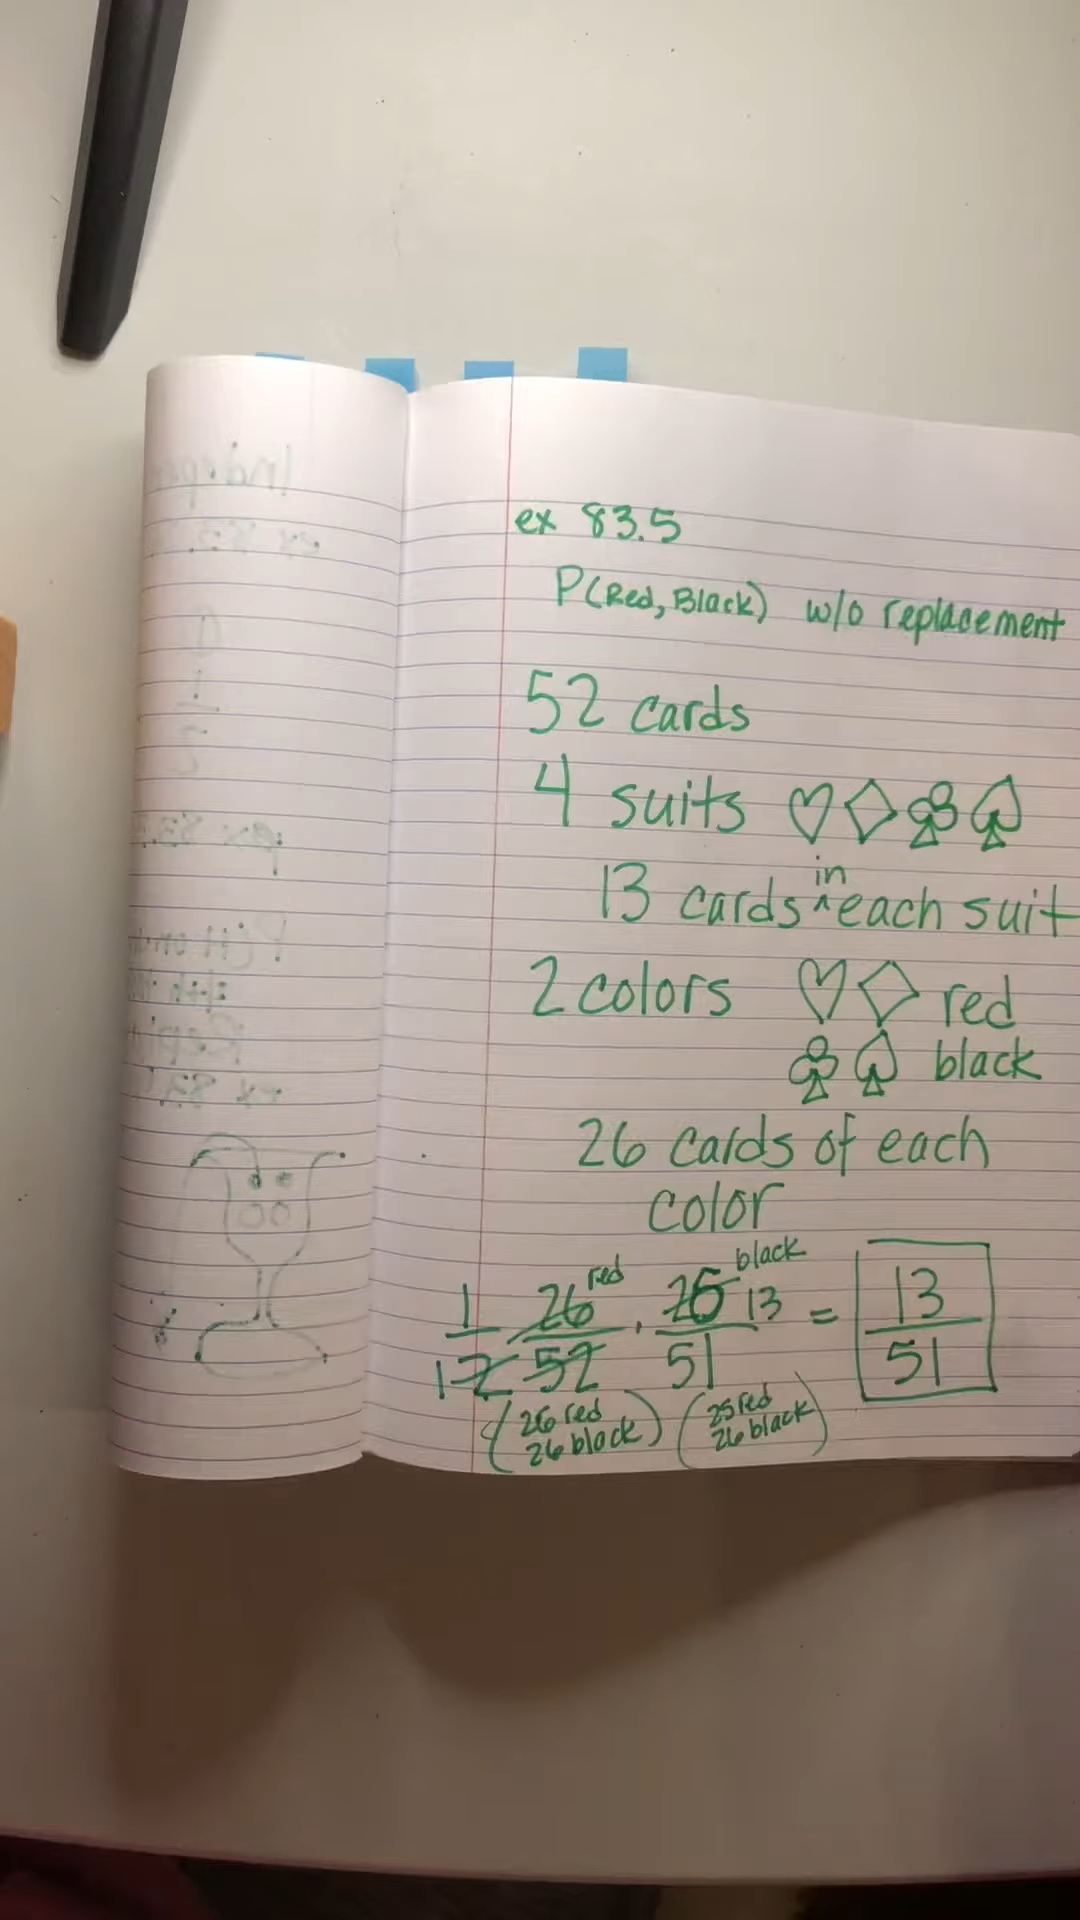 ex 83.5
P(Red, Black) w/o replacement
52 cards
4 suits ♡ ♢ ♧ ♤
13 cards ^in each suit
2 colors ♡ ♢ red
♧ ♤ black
26 cards of each
color
red black
1 26 · 26 13 = 13
1 2 52 51 51
(26 red (25 red
26 black) 26 black)